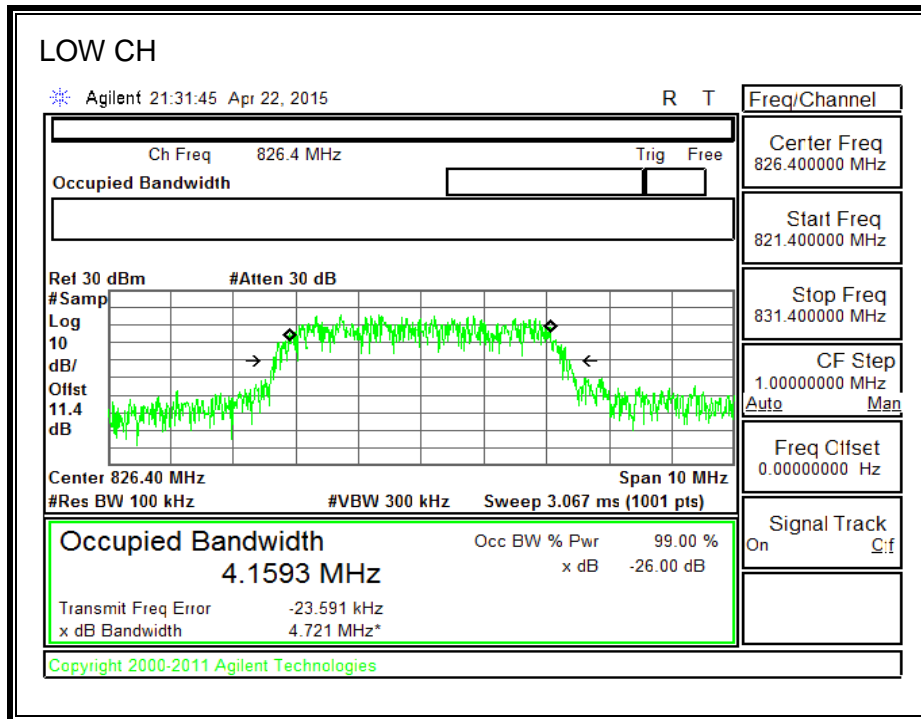 LOW CH
Agilent 21:31:45 Apr 22, 2015 R T
Freq/Channel
Ch Freq 826.4 MHz Trig Free
Occupied Bandwidth
Center Freq
826.400000 MHz
Start Freq
821.400000 MHz
Stop Freq
831.400000 MHz
CF Step
1.00000000 MHz
Auto Man
Freq Offset
0.00000000 Hz
Signal Track
On Off
Ref 30 dBm #Atten 30 dB
#Samp
Log
10
dB/
Offst
11.4
dB
Center 826.40 MHz Span 10 MHz
#Res BW 100 kHz #VBW 300 kHz Sweep 3.067 ms (1001 pts)
Occupied Bandwidth
4.1593 MHz
Occ BW % Pwr 99.00 %
x dB -26.00 dB
Transmit Freq Error -23.591 kHz
x dB Bandwidth 4.721 MHz*
Copyright 2000-2011 Agilent Technologies